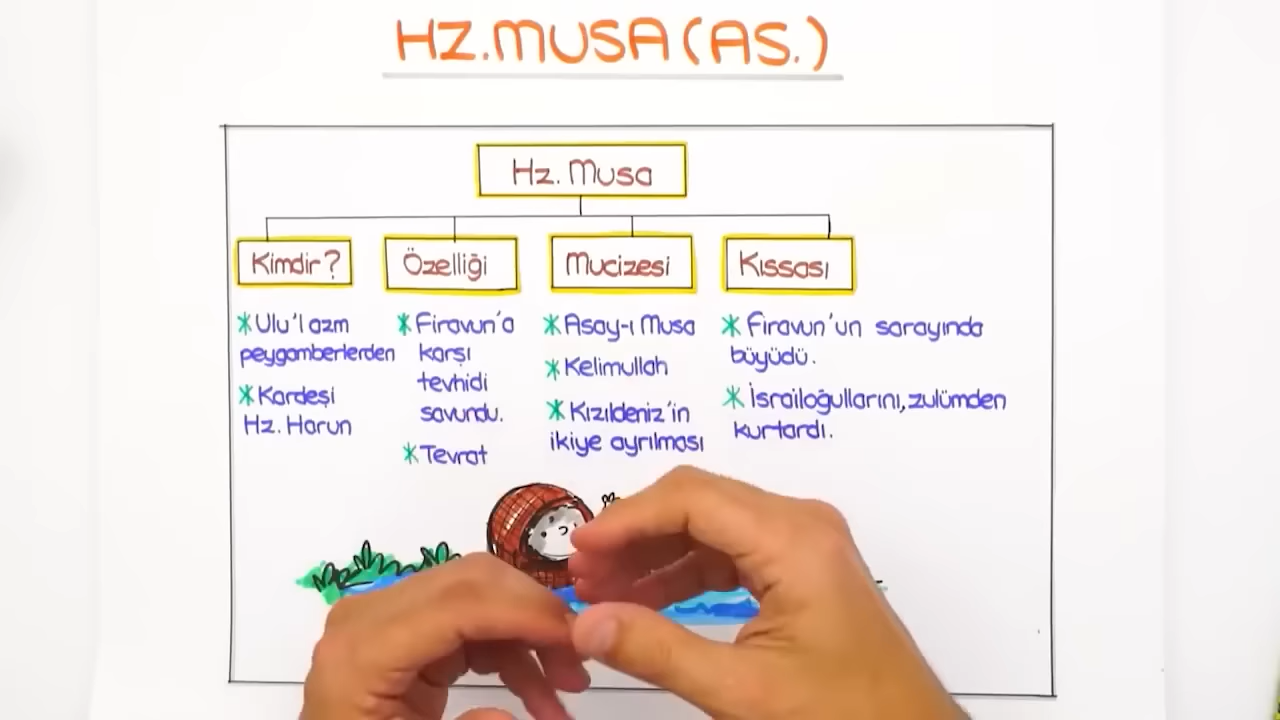 HZ.MUSA(AS.)
Hz. Musa
Kimdir?
*Ulu'l azm
peygamberlerden
*Kardeşi
Hz. Harun
Özelliği
*Firavun'a
karşı
tevhidi
savundu.
*Tevrat
Mucizesi
*Asay-ı Musa
*Kelimullah
*Kızıldeniz'in
ikiye ayrılması
Kıssası
*Firavun'un sarayında
büyüdü.
*İsrailoğullarını,zulümden
kurtardı.